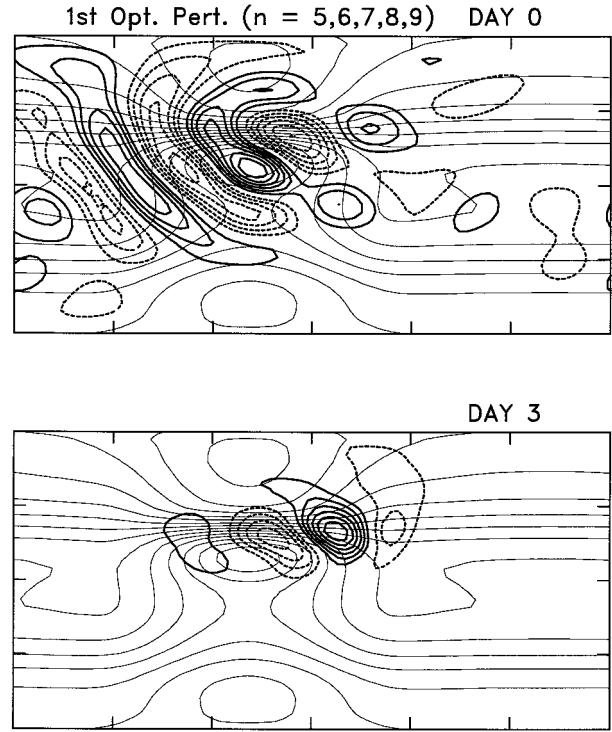 1st Opt. Pert. (n = 5,6,7,8,9) DAY 0
DAY 3